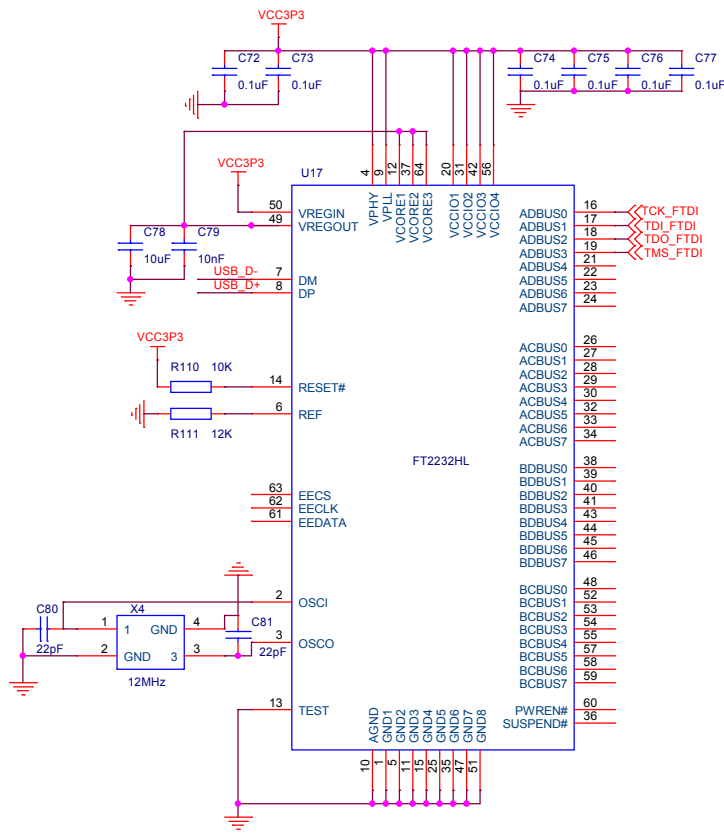 VCC3P3
C72
C73
C74
C75
C76
C77
0.1uF
0.1uF
0.1uF
0.1uF
0.1uF
0.1uF
4
9
12
37
64
20
31
42
56
U17
VCC3P3
VPHY
VPLL
VCORE1
VCORE2
VCORE3
VCCIO1
VCCIO2
VCCIO3
VCCIO4
50
VREGIN
49
VREGOUT
C78
C79
10uF
10nF
USB_D-
7
DM
USB_D+
8
DP
VCC3P3
R110 10K
14
RESET#
6
REF
R111 12K
FT2232HL
63
EECS
62
EECLK
61
EEDATA
2
OSCI
C80
X4
C81
1
1
GND
4
22pF
2
GND
3
3
22pF
3
OSCO
12MHz
13
TEST
ADBUS0
16
TCK_FTDI
ADBUS1
17
TDI_FTDI
ADBUS2
18
TDO_FTDI
ADBUS3
19
TMS_FTDI
ADBUS4
21
ADBUS5
22
ADBUS6
23
ADBUS7
24
ACBUS0
26
ACBUS1
27
ACBUS2
28
ACBUS3
29
ACBUS4
30
ACBUS5
32
ACBUS6
33
ACBUS7
34
BDBUS0
38
BDBUS1
39
BDBUS2
40
BDBUS3
41
BDBUS4
43
BDBUS5
44
BDBUS6
45
BDBUS7
46
BCBUS0
48
BCBUS1
52
BCBUS2
53
BCBUS3
54
BCBUS4
55
BCBUS5
57
BCBUS6
58
BCBUS7
59
PWREN#
60
SUSPEND#
36
AGND
GND1
GND2
GND3
GND4
GND5
GND6
GND7
GND8
10
1
5
11
15
25
35
47
51